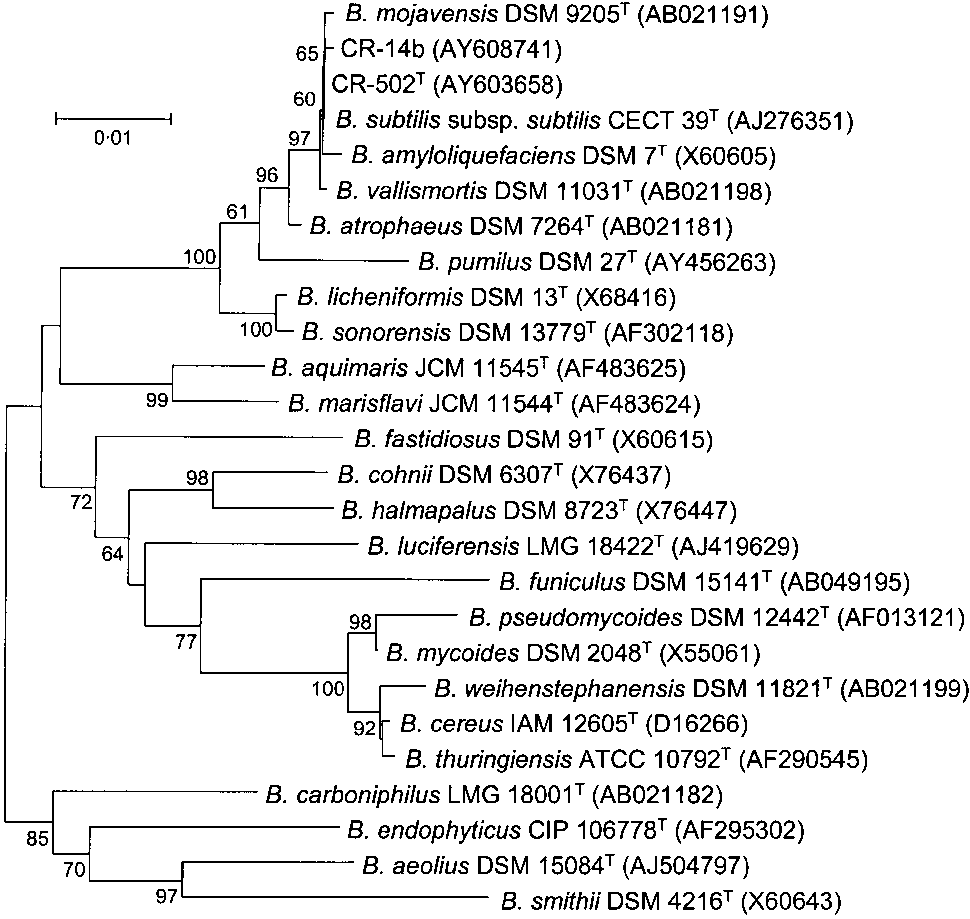 B. mojavensis DSM 9205ᵀ (AB021191)
65
CR-14b (AY608741)
CR-502ᵀ (AY603658)
60
B. subtilis subsp. subtilis CECT 39ᵀ (AJ276351)
0·01
97
B. amyloliquefaciens DSM 7ᵀ (X60605)
96
B. vallismortis DSM 11031ᵀ (AB021198)
61
B. atrophaeus DSM 7264ᵀ (AB021181)
100
B. pumilus DSM 27ᵀ (AY456263)
B. licheniformis DSM 13ᵀ (X68416)
100
B. sonorensis DSM 13779ᵀ (AF302118)
B. aquimaris JCM 11545ᵀ (AF483625)
99
B. marisflavi JCM 11544ᵀ (AF483624)
B. fastidiosus DSM 91ᵀ (X60615)
98
B. cohnii DSM 6307ᵀ (X76437)
72
B. halmapalus DSM 8723ᵀ (X76447)
64
B. luciferensis LMG 18422ᵀ (AJ419629)
B. funiculus DSM 15141ᵀ (AB049195)
98
B. pseudomycoides DSM 12442ᵀ (AF013121)
77
B. mycoides DSM 2048ᵀ (X55061)
100
B. weihenstephanensis DSM 11821ᵀ (AB021199)
92
B. cereus IAM 12605ᵀ (D16266)
B. thuringiensis ATCC 10792ᵀ (AF290545)
B. carboniphilus LMG 18001ᵀ (AB021182)
85
B. endophyticus CIP 106778ᵀ (AF295302)
70
B. aeolius DSM 15084ᵀ (AJ504797)
97
B. smithii DSM 4216ᵀ (X60643)